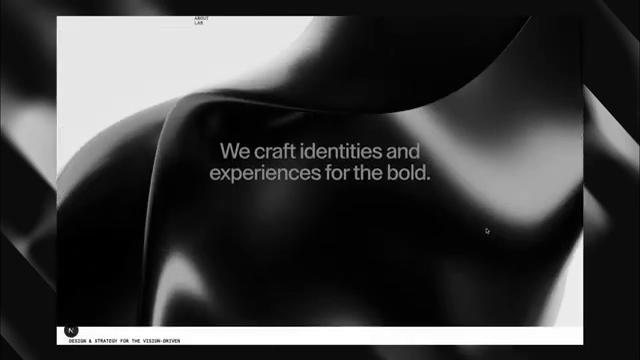 ABOUT
LAB
We craft identities and
experiences for the bold.
N
DESIGN & STRATEGY FOR THE VISION-DRIVEN